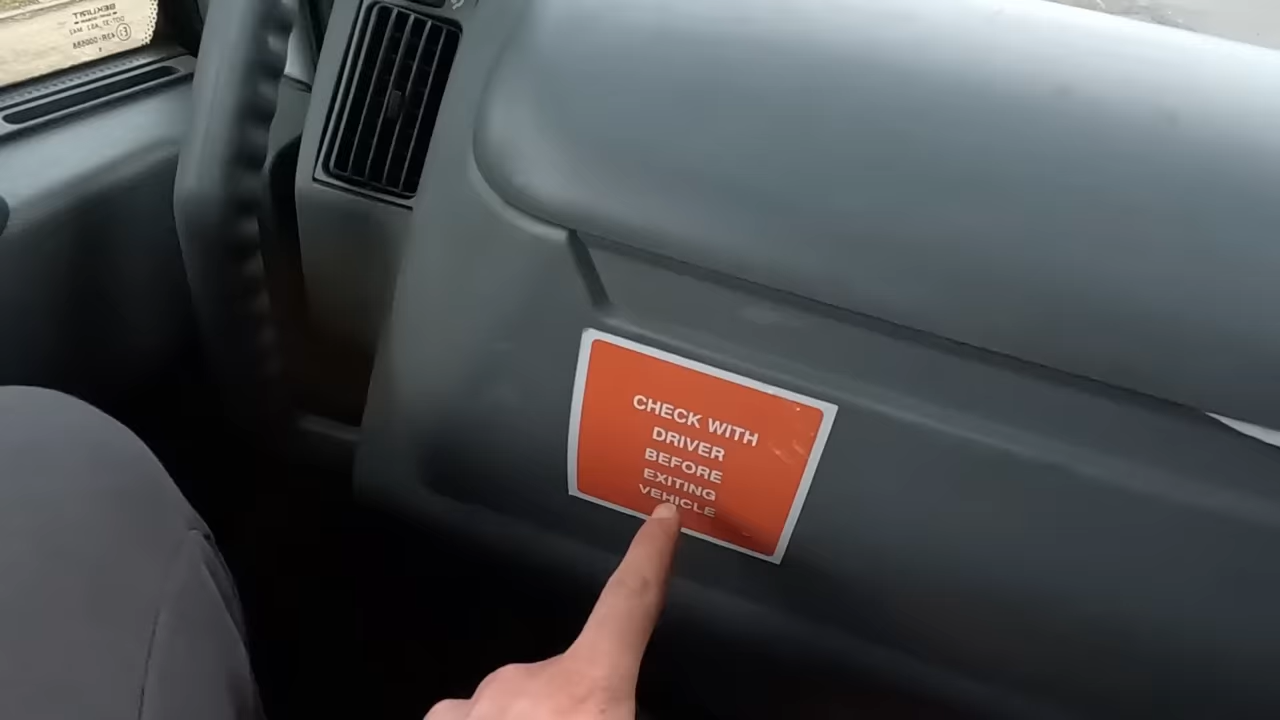 CHECK WITH
DRIVER
BEFORE
EXITING
VEHICLE